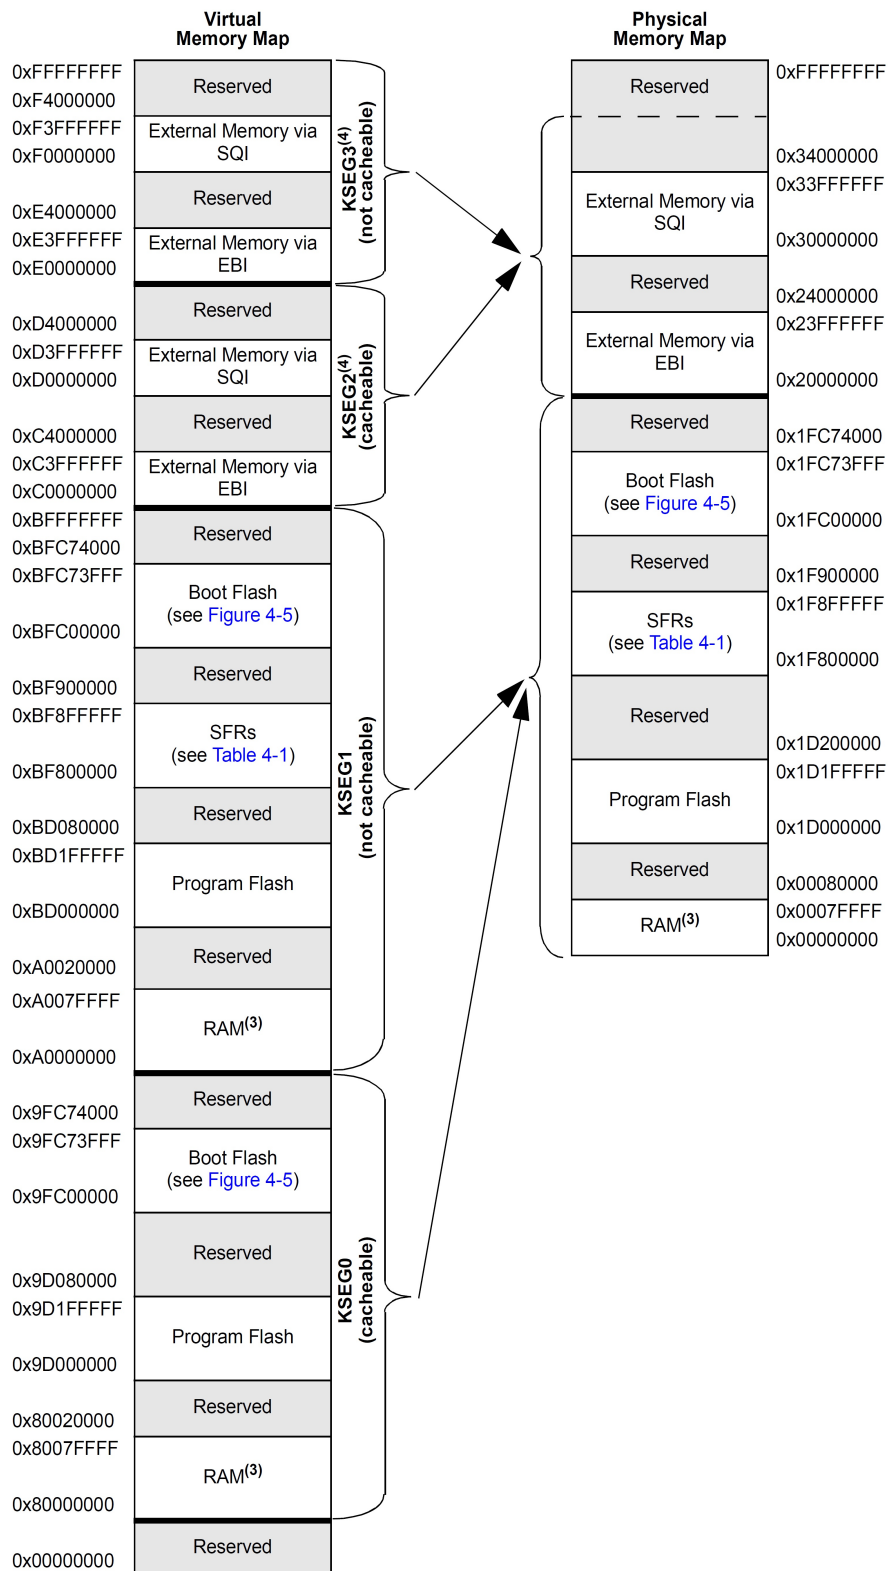 Virtual
Memory Map
0xFFFFFFFF
Reserved
0xF4000000
0xF3FFFFFF
External Memory via
SQI
0xF0000000
Reserved
0xE4000000
0xE3FFFFFF
External Memory via
EBI
0xE0000000
KSEG3(4)
(not cacheable)
Reserved
0xD4000000
0xD3FFFFFF
External Memory via
SQI
0xD0000000
Reserved
0xC4000000
0xC3FFFFFF
External Memory via
EBI
0xC0000000
KSEG2(4)
(cacheable)
0xBFFFFFFF
Reserved
0xBFC74000
0xBFC73FFF
Boot Flash
(see Figure 4-5)
0xBFC00000
Reserved
0xBF900000
0xBF8FFFFF
SFRs
(see Table 4-1)
0xBF800000
Reserved
0xBD080000
0xBD1FFFFF
Program Flash
0xBD000000
Reserved
0xA0020000
0xA007FFFF
RAM(3)
0xA0000000
KSEG1
(not cacheable)
Reserved
0x9FC74000
0x9FC73FFF
Boot Flash
(see Figure 4-5)
0x9FC00000
Reserved
0x9D080000
0x9D1FFFFF
Program Flash
0x9D000000
Reserved
0x80020000
0x8007FFFF
RAM(3)
0x80000000
KSEG0
(cacheable)
Reserved
0x00000000
Physical
Memory Map
0xFFFFFFFF
Reserved
0x34000000
0x33FFFFFF
External Memory via
SQI
0x30000000
Reserved
0x24000000
0x23FFFFFF
External Memory via
EBI
0x20000000
Reserved
0x1FC74000
0x1FC73FFF
Boot Flash
(see Figure 4-5)
0x1FC00000
Reserved
0x1F900000
0x1F8FFFFF
SFRs
(see Table 4-1)
0x1F800000
Reserved
0x1D200000
0x1D1FFFFF
Program Flash
0x1D000000
Reserved
0x00080000
0x0007FFFF
RAM(3)
0x00000000